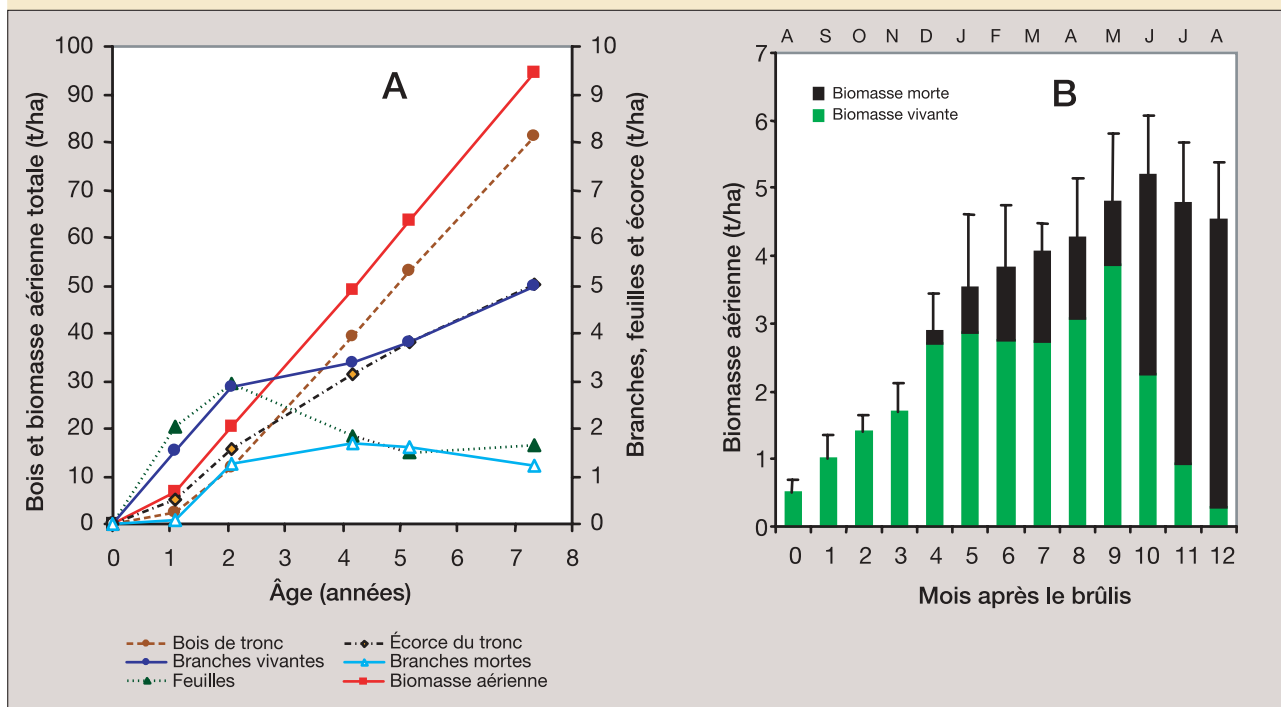 A
Bois et biomasse aérienne totale (t/ha)
100
90
80
70
60
50
40
30
20
10
0
10
9
8
7
6
5
4
3
2
1
0
Branches, feuilles et écorce (t/ha)
0 1 2 3 4 5 6 7 8
Âge (années)
Bois de tronc
Branches vivantes
Feuilles
Écorce du tronc
Branches mortes
Biomasse aérienne
A S O N D J F M A M J J A
B
Biomasse morte
Biomasse vivante
Biomasse aérienne (t/ha)
7
6
5
4
3
2
1
0
0 1 2 3 4 5 6 7 8 9 10 11 12
Mois après le brûlis